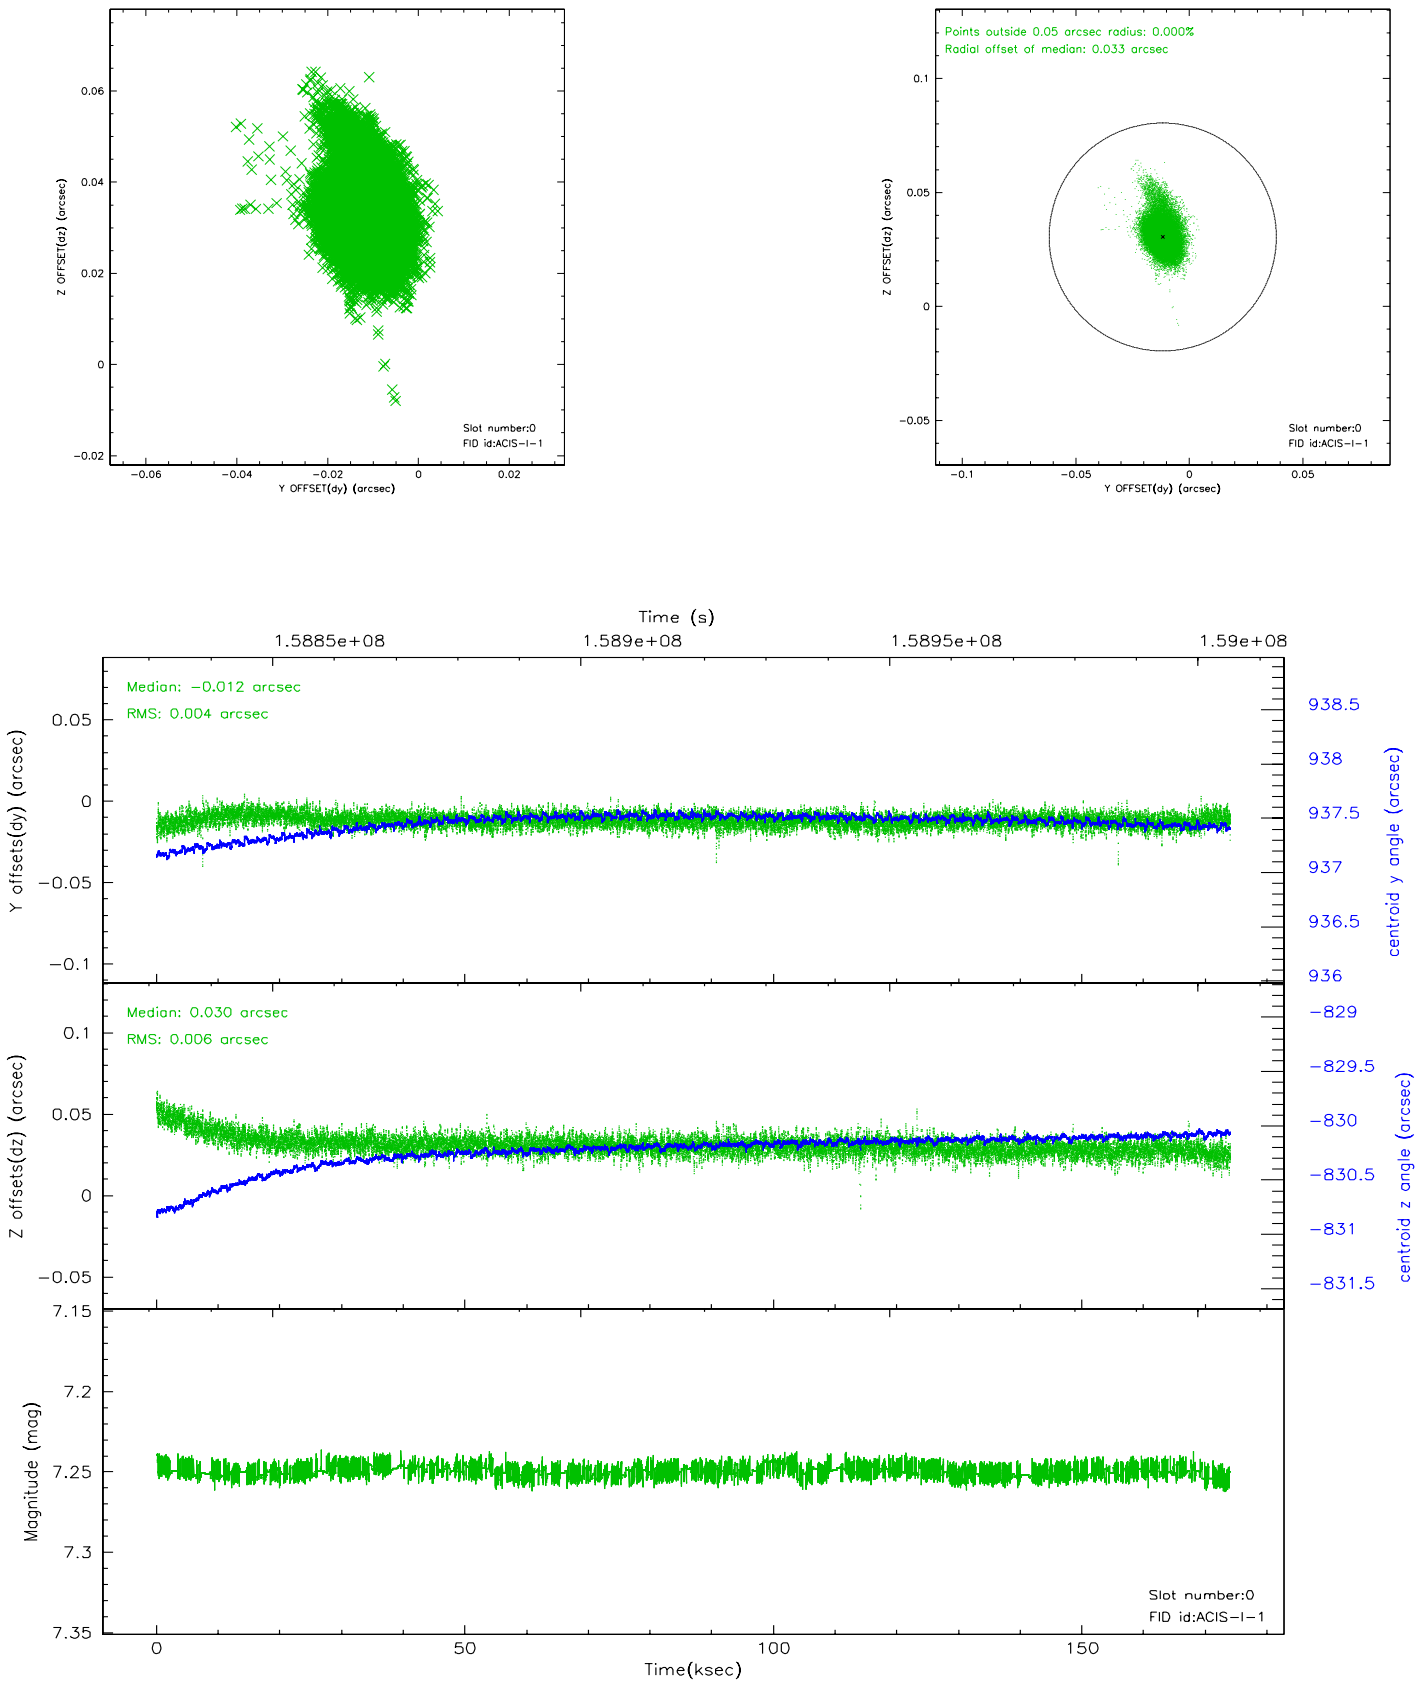 0.06
0.04
0.02
0
-0.02
Z OFFSET(dz) (arcsec)
Slot number:0
FID id:ACIS-I-1
-0.06 -0.04 -0.02 0 0.02
Y OFFSET(dy) (arcsec)
Points outside 0.05 arcsec radius: 0.000%
Radial offset of median: 0.033 arcsec
0.1
0.05
0
-0.05
Z OFFSET(dz) (arcsec)
Slot number:0
FID id:ACIS-I-1
-0.1 -0.05 0 0.05
Y OFFSET(dy) (arcsec)
Time (s)
1.5885e+08 1.589e+08 1.5895e+08 1.59e+08
Median: -0.012 arcsec
RMS: 0.004 arcsec
0.05
0
-0.05
-0.1
Y offsets(dy) (arcsec)
938.5
938
937.5
937
936.5
936
centroid y angle (arcsec)
Median: 0.030 arcsec
RMS: 0.006 arcsec
0.1
0.05
0
-0.05
Z offsets(dz) (arcsec)
-829
-829.5
-830
-830.5
-831
-831.5
centroid z angle (arcsec)
7.15
7.2
7.25
7.3
7.35
Magnitude (mag)
Slot number:0
FID id:ACIS-I-1
0 50 100 150
Time(ksec)